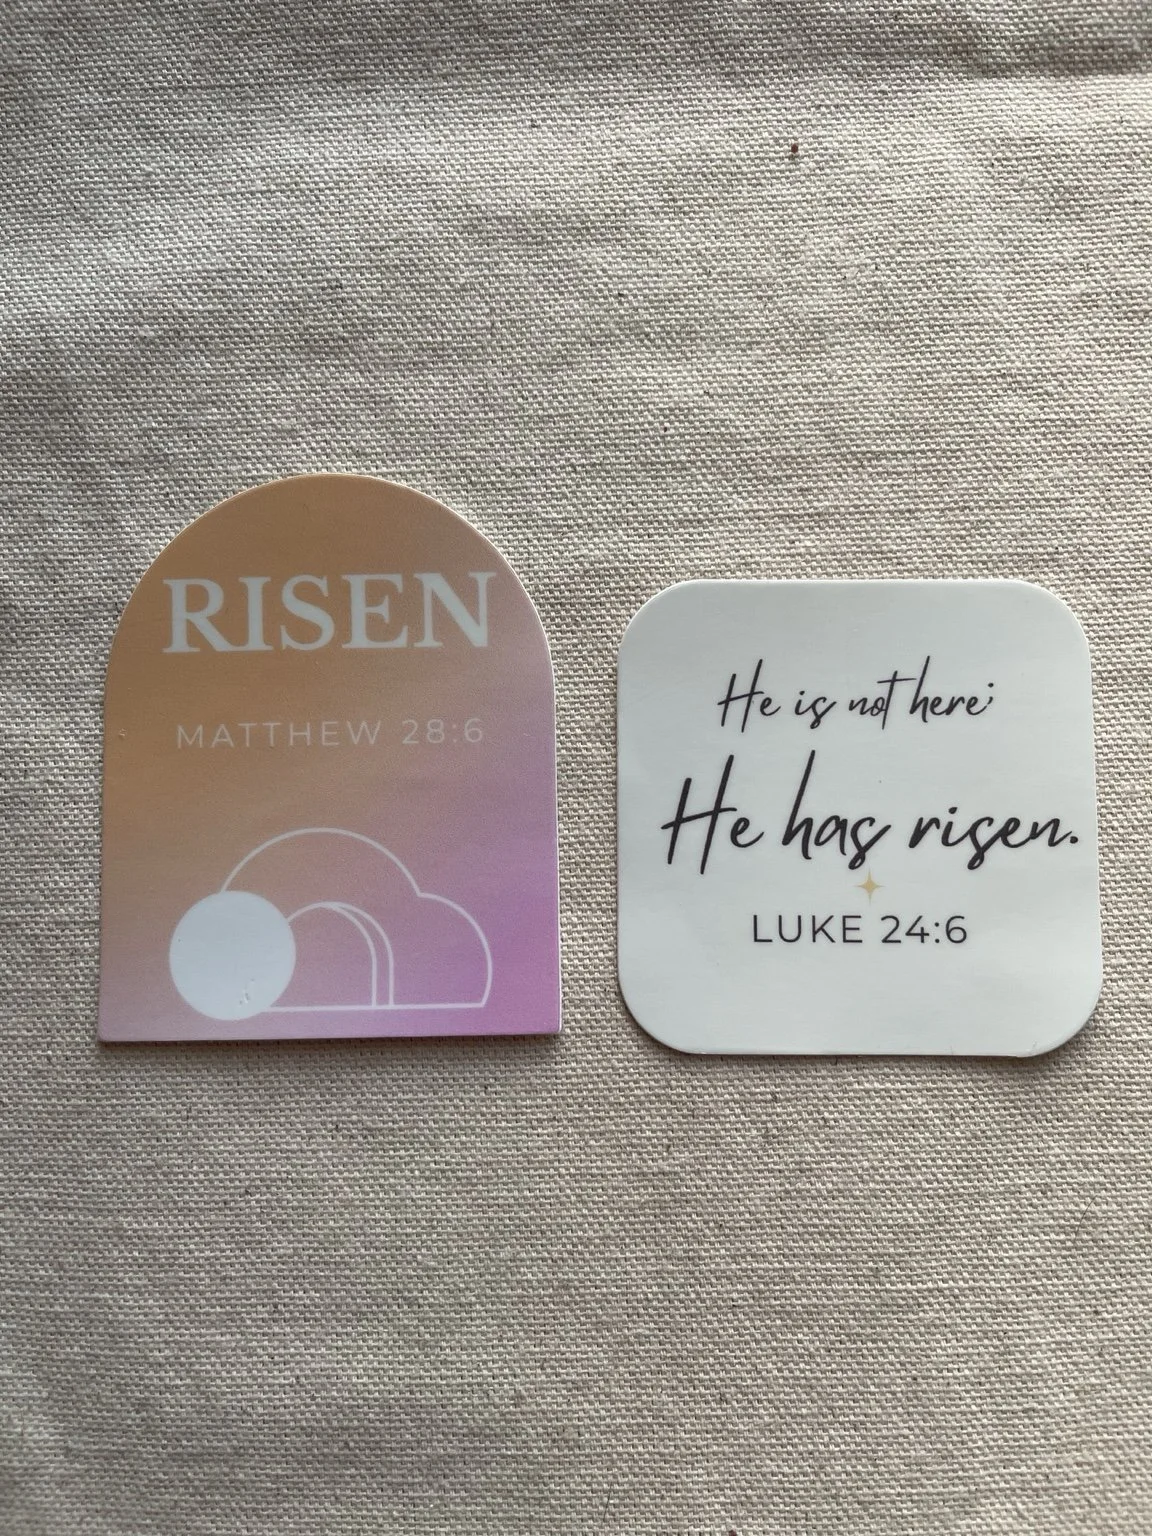 RISEN
MATTHEW 28:6
He is not here;
He has risen.
LUKE 24:6